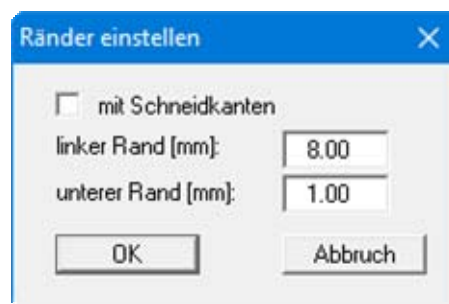 Ränder einstellen
mit Schneidkanten
linker Rand [mm]: 8.00
unterer Rand [mm]: 1.00
OK Abbruch